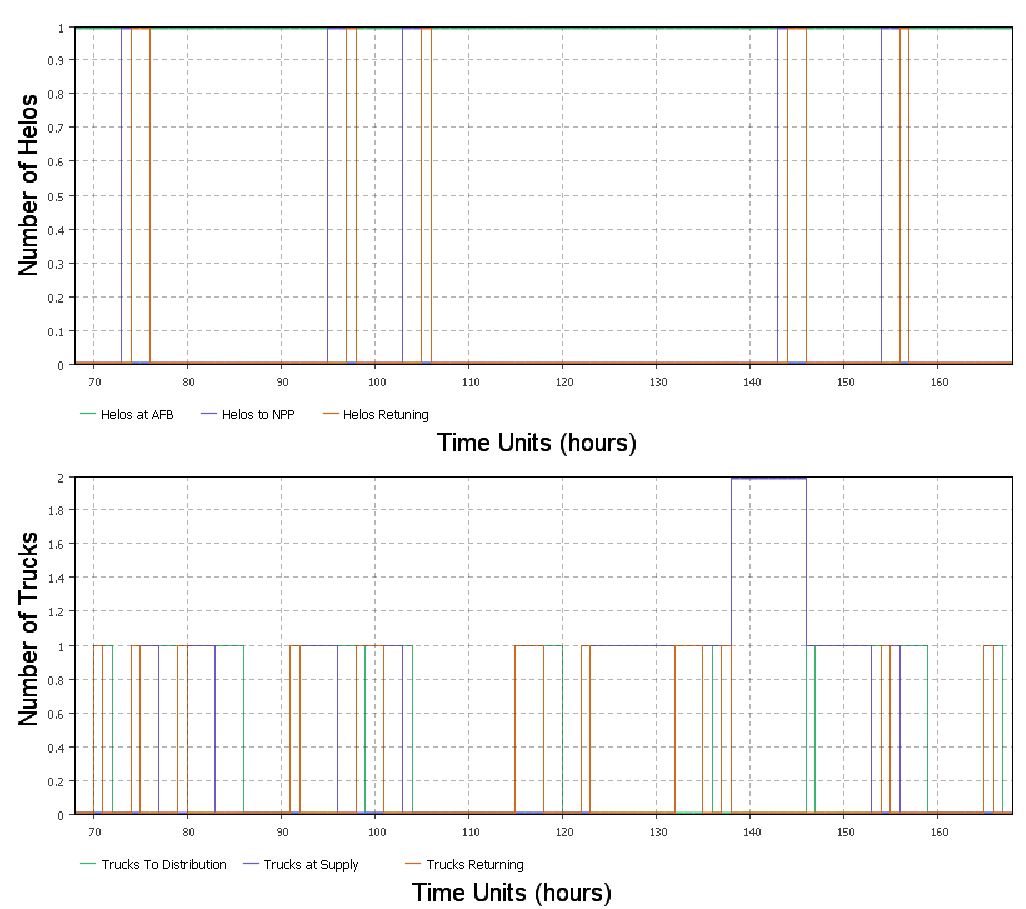 Number of Helos
1
0.9
0.8
0.7
0.6
0.5
0.4
0.3
0.2
0.1
0
70 80 90 100 110 120 130 140 150 160
Helos at AFB Helos to NPP Helos Retuning
Time Units (hours)
Number of Trucks
2
1.8
1.6
1.4
1.2
1
0.8
0.6
0.4
0.2
0
70 80 90 100 110 120 130 140 150 160
Trucks To Distribution Trucks at Supply Trucks Returning
Time Units (hours)